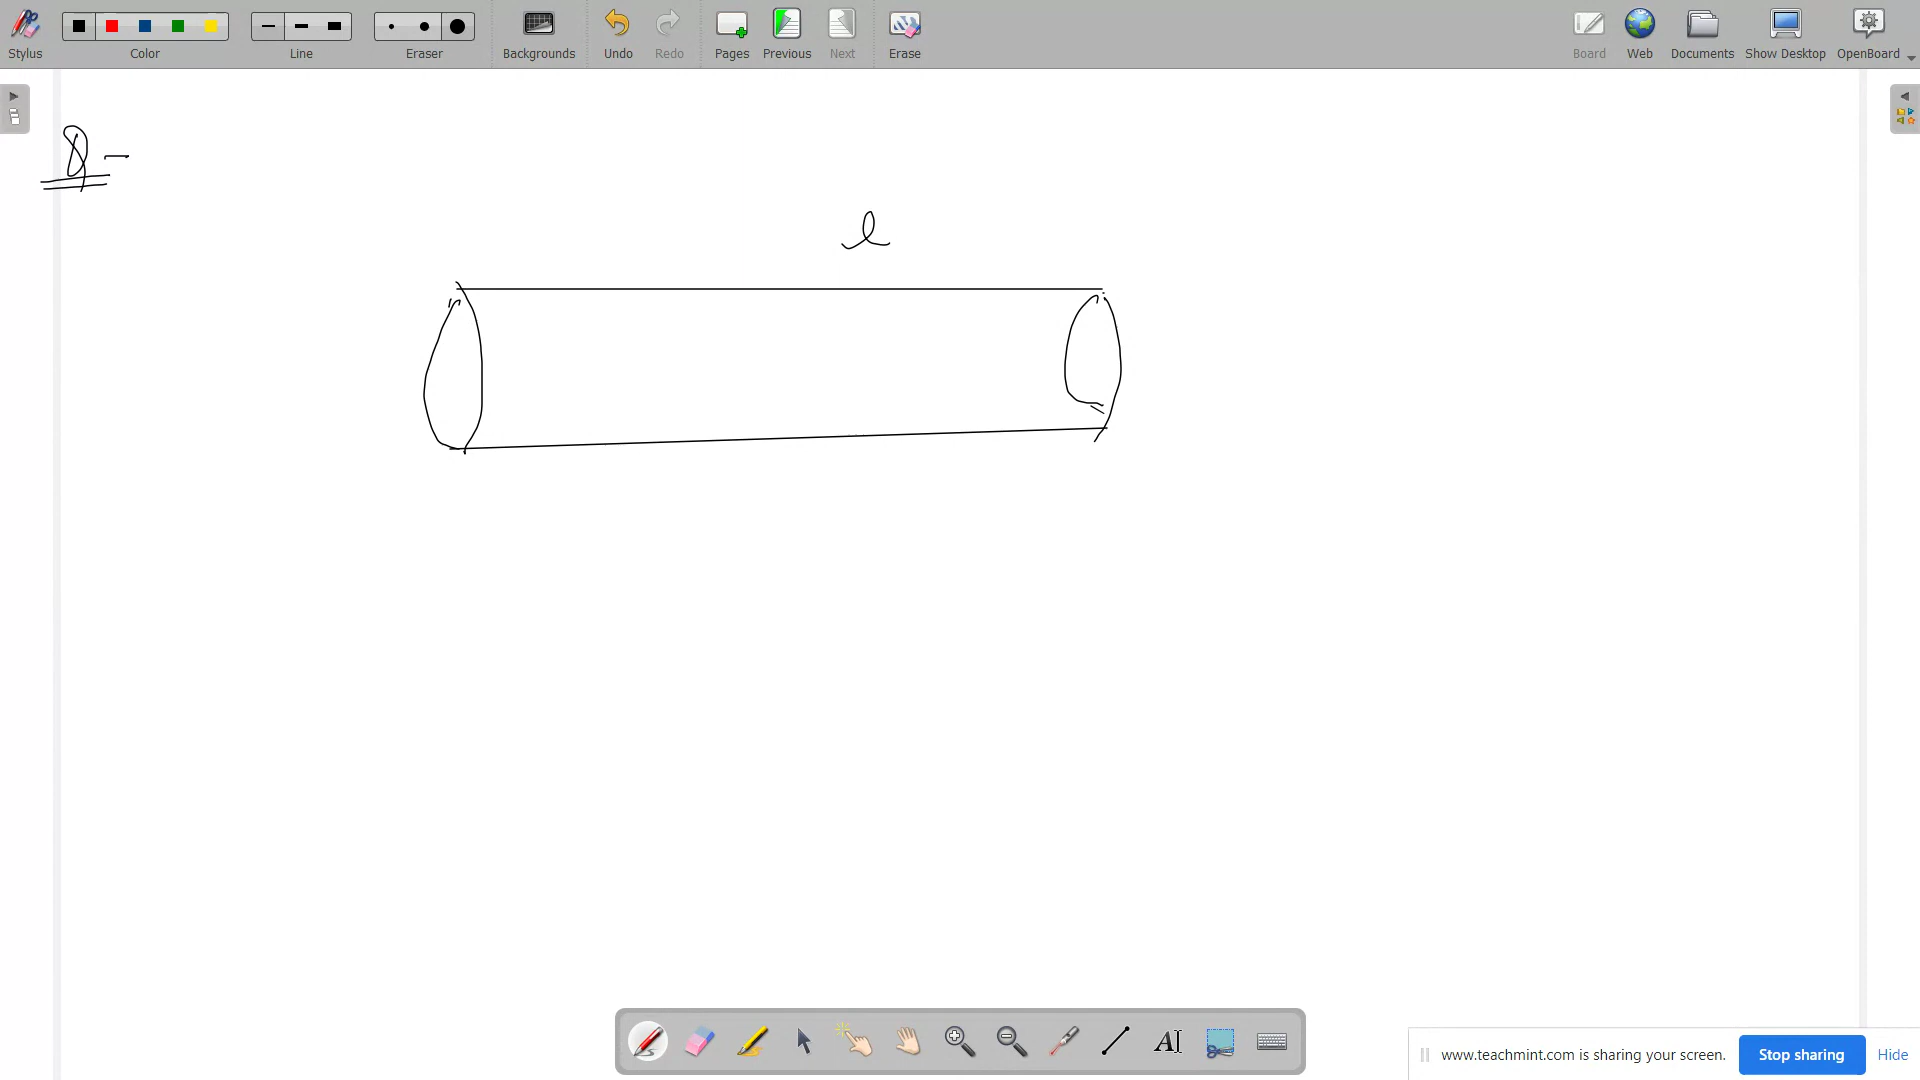 Stylus Color Line Eraser Backgrounds Undo Redo Pages Previous Next Erase Board Web Documents Show Desktop OpenBoard
8 -
l
www.teachmint.com is sharing your screen. Stop sharing Hide